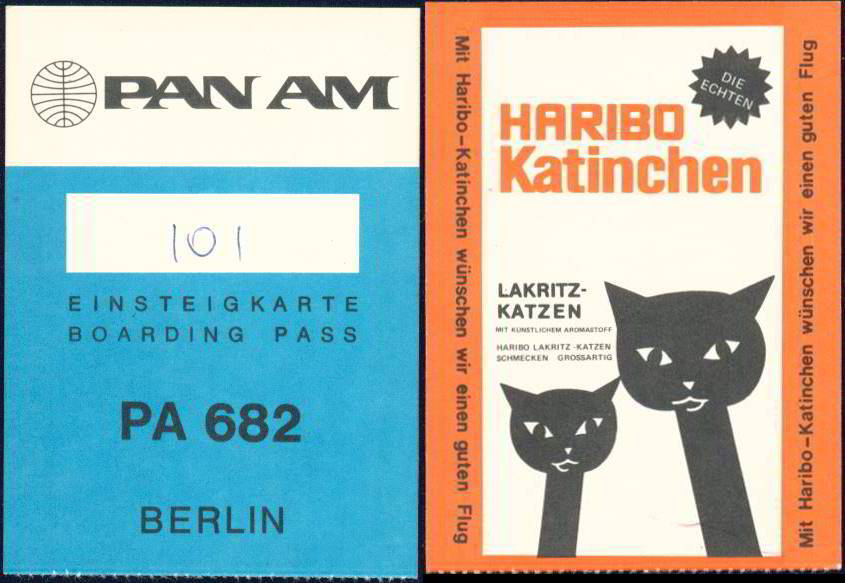 PAN AM
101
EINSTEIGKARTE
BOARDING PASS
PA 682
BERLIN
Mit Haribo-Katinchen wünschen wir einen guten Flug
DIE
ECHTEN
HARIBO
Katinchen
LAKRITZ-
KATZEN
MIT KÜNSTLICHEM AROMASTOFF
HARIBO LAKRITZ-KATZEN
SCHMECKEN GROSSARTIG
Mit Haribo-Katinchen wünschen wir einen guten Flug